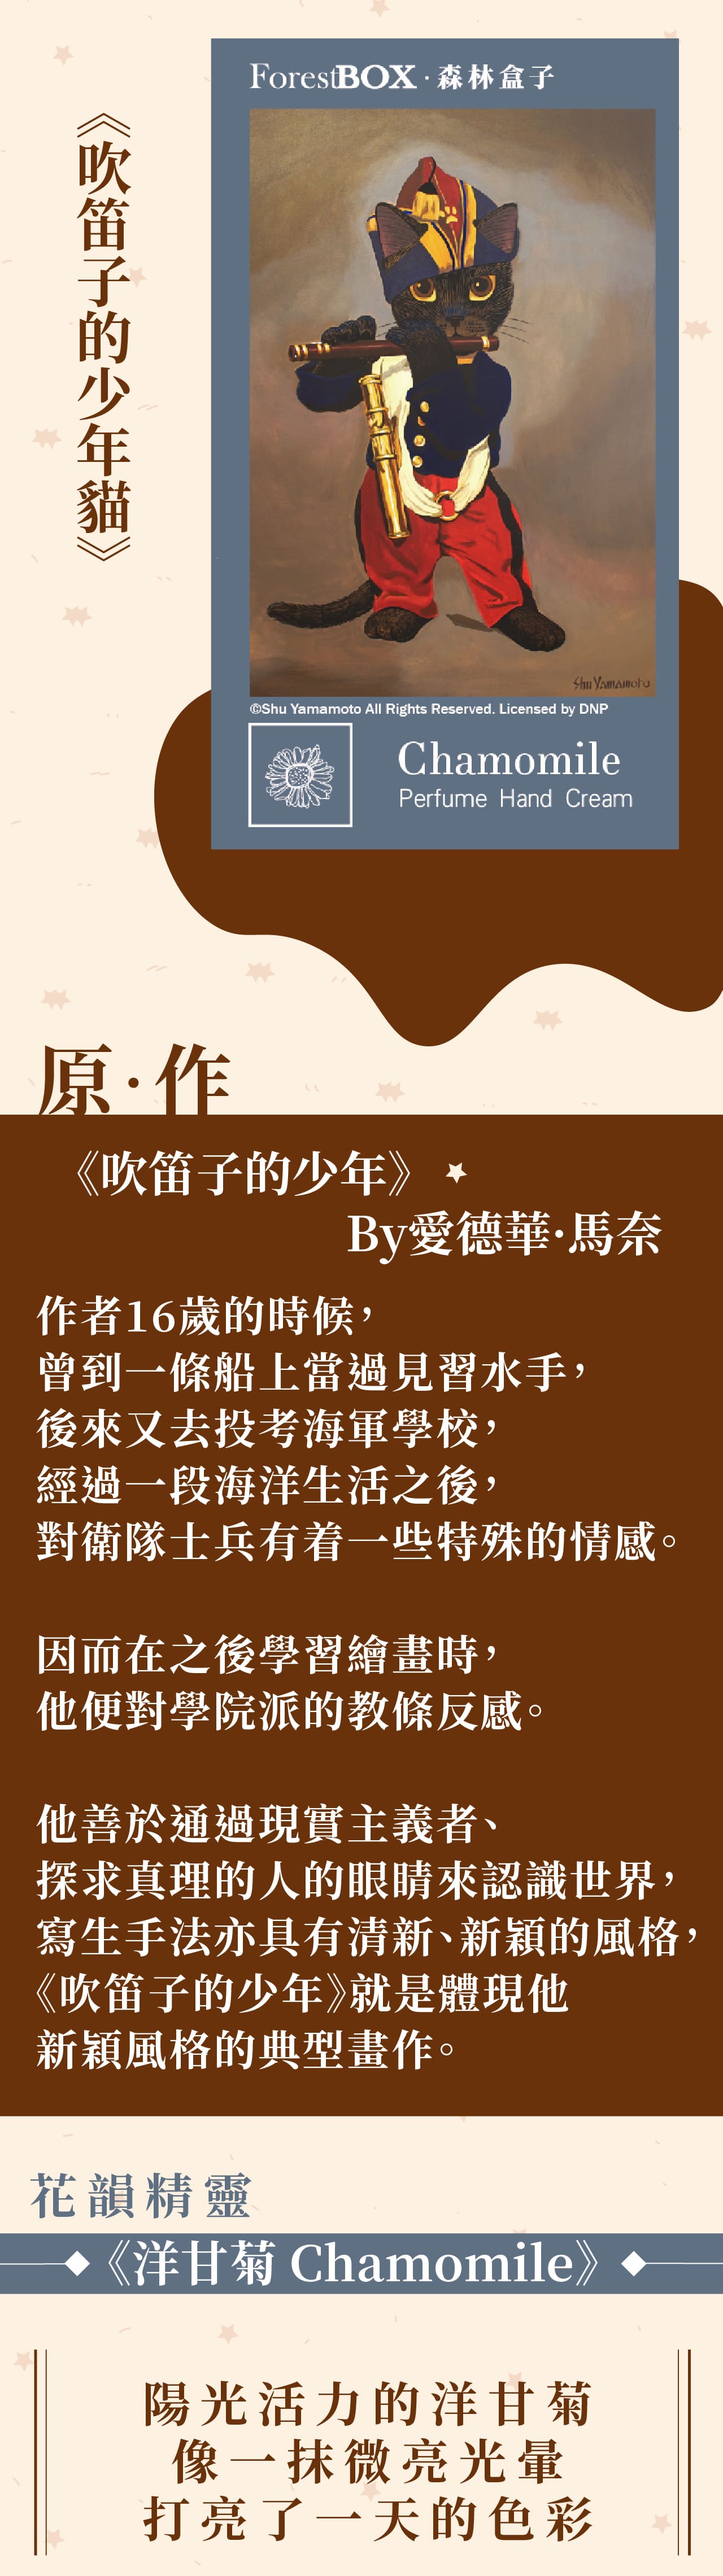 ForestBOX·森林盒子
《吹笛子的少年貓》
Shu Yamamoto
©Shu Yamamoto All Rights Reserved. Licensed by DNP
Chamomile
Perfume Hand Cream
原·作
《吹笛子的少年》
By愛德華·馬奈
作者16歲的時候，
曾到一條船上當過見習水手，
後來又去投考海軍學校，
經過一段海洋生活之後，
對衛隊士兵有着一些特殊的情感。
因而在之後學習繪畫時，
他便對學院派的教條反感。
他善於通過現實主義者、
探求真理的人的眼睛來認識世界，
寫生手法亦具有清新、新穎的風格，
《吹笛子的少年》就是體現他
新穎風格的典型畫作。
花韻精靈
《洋甘菊 Chamomile》
陽光活力的洋甘菊
像一抹微亮光暈
打亮了一天的色彩